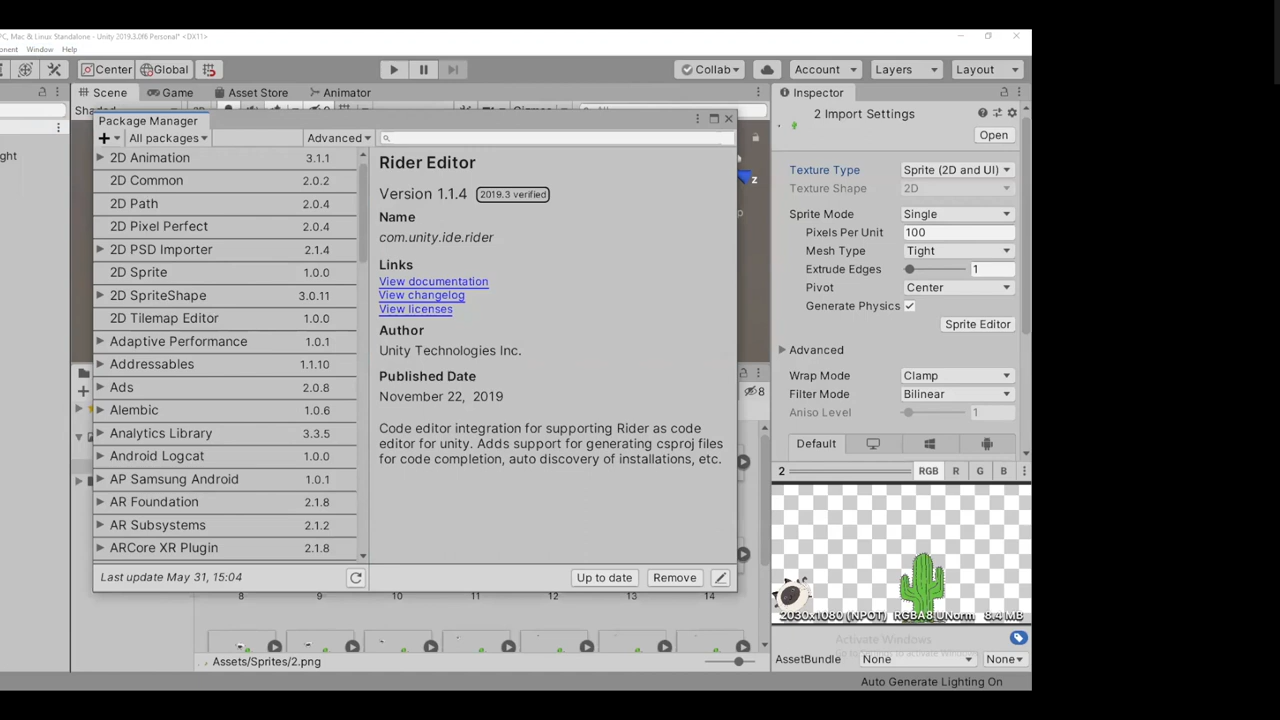 PC, Mac & Linux Standalone - Unity 2019.3.0f6 Personal* <DX11>
onent Window Help
Center Global
Collab Account Layers Layout
Scene Game Asset Store Animator
Inspector
2 Import Settings
Open
Package Manager
All packages Advanced
2D Animation 3.1.1
2D Common 2.0.2
2D Path 2.0.4
2D Pixel Perfect 2.0.4
2D PSD Importer 2.1.4
2D Sprite 1.0.0
2D SpriteShape 3.0.11
2D Tilemap Editor 1.0.0
Adaptive Performance 1.0.1
Addressables 1.1.10
Ads 2.0.8
Alembic 1.0.6
Analytics Library 3.3.5
Android Logcat 1.0.0
AP Samsung Android 1.0.1
AR Foundation 2.1.8
AR Subsystems 2.1.2
ARCore XR Plugin 2.1.8
Last update May 31, 15:04
Rider Editor
Version 1.1.4 2019.3 verified
Name
com.unity.ide.rider
Links
View documentation
View changelog
View licenses
Author
Unity Technologies Inc.
Published Date
November 22, 2019
Code editor integration for supporting Rider as code
editor for unity. Adds support for generating csproj files
for code completion, auto discovery of installations, etc.
Up to date Remove
ght
z
8
8 9 10 11 12 13 14
Assets/Sprites/2.png
Texture Type Sprite (2D and UI)
Texture Shape 2D
Sprite Mode Single
Pixels Per Unit 100
Mesh Type Tight
Extrude Edges 1
Pivot Center
Generate Physics
Sprite Editor
Advanced
Wrap Mode Clamp
Filter Mode Bilinear
Aniso Level 1
Default
2 RGB R G B
2030x1080 (NPOT) RGBA8 UNorm 8.4 MB
Activate Windows
AssetBundle None None
Auto Generate Lighting On